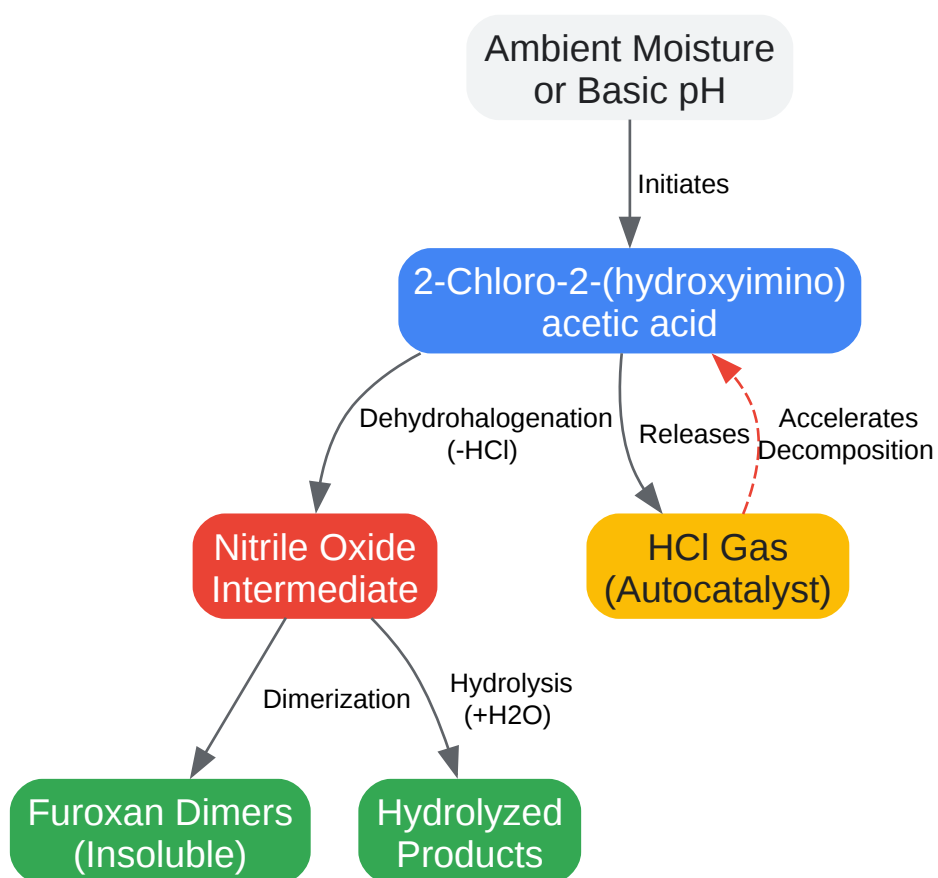 Ambient Moisture
or Basic pH
Initiates
2-Chloro-2-(hydroxyimino)
acetic acid
Dehydrohalogenation
(-HCl)
Releases
Accelerates
Decomposition
Nitrile Oxide
Intermediate
HCl Gas
(Autocatalyst)
Dimerization
Hydrolysis
(+H2O)
Furoxan Dimers
(Insoluble)
Hydrolyzed
Products